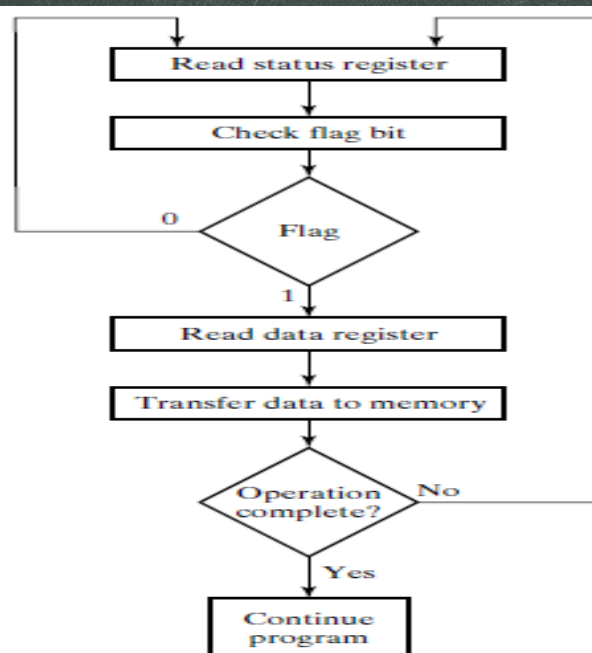 Read status register
Check flag bit
Flag
0
1
Read data register
Transfer data to memory
Operation
complete?
No
Yes
Continue
program